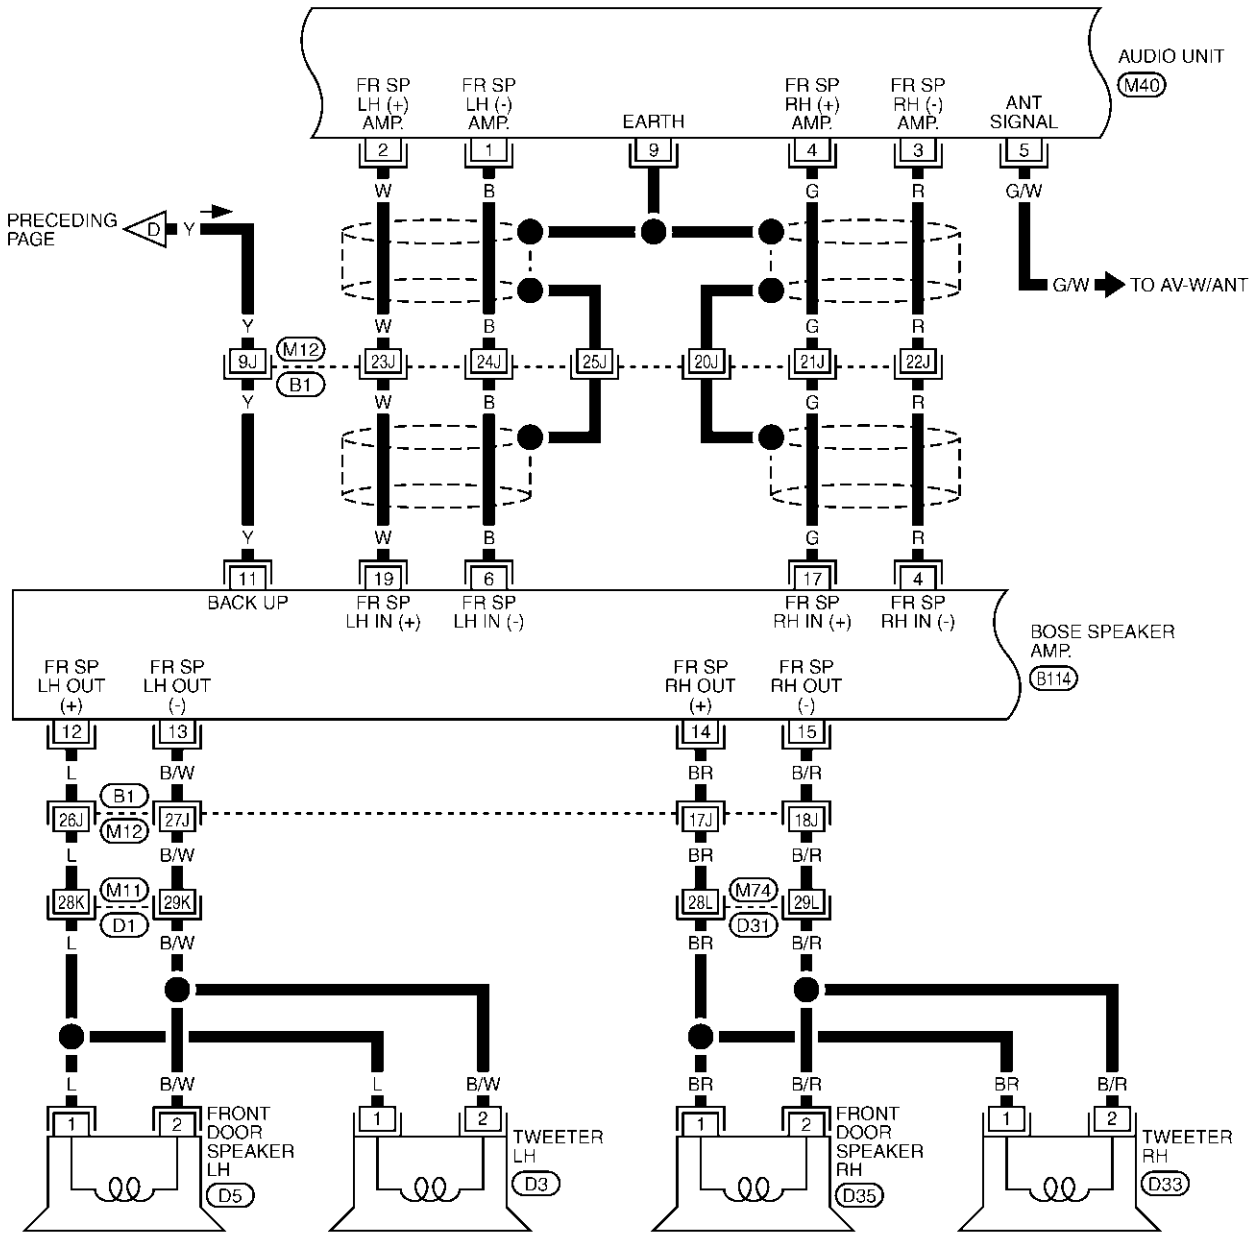 AUDIO UNIT
M40
FR SP
LH (+)
AMP.
FR SP
LH (-)
AMP.
EARTH
FR SP
RH (+)
AMP.
FR SP
RH (-)
AMP.
ANT
SIGNAL
2 1 9 4 3 5
W B G R G/W
PRECEDING
PAGE
D Y
G/W TO AV-W/ANT
Y W B G R
9J M12 23J 24J 25J 20J 21J 22J
B1
Y W B G R
Y W B G R
11 19 6 17 4
BACK UP
FR SP
LH IN (+)
FR SP
LH IN (-)
FR SP
RH IN (+)
FR SP
RH IN (-)
BOSE SPEAKER
AMP.
B114
FR SP
LH OUT
(+)
FR SP
LH OUT
(-)
FR SP
RH OUT
(+)
FR SP
RH OUT
(-)
12 13 14 15
L B/W BR B/R
B1
26J 27J 17J 18J
M12
L B/W BR B/R
M11 M74
28K 29K 28L 29L
D1 D31
L B/W BR B/R
L B/W L B/W BR B/R BR B/R
1 2 1 2 1 2 1 2
FRONT
DOOR
SPEAKER
LH
D5
TWEETER
LH
D3
FRONT
DOOR
SPEAKER
RH
D35
TWEETER
RH
D33